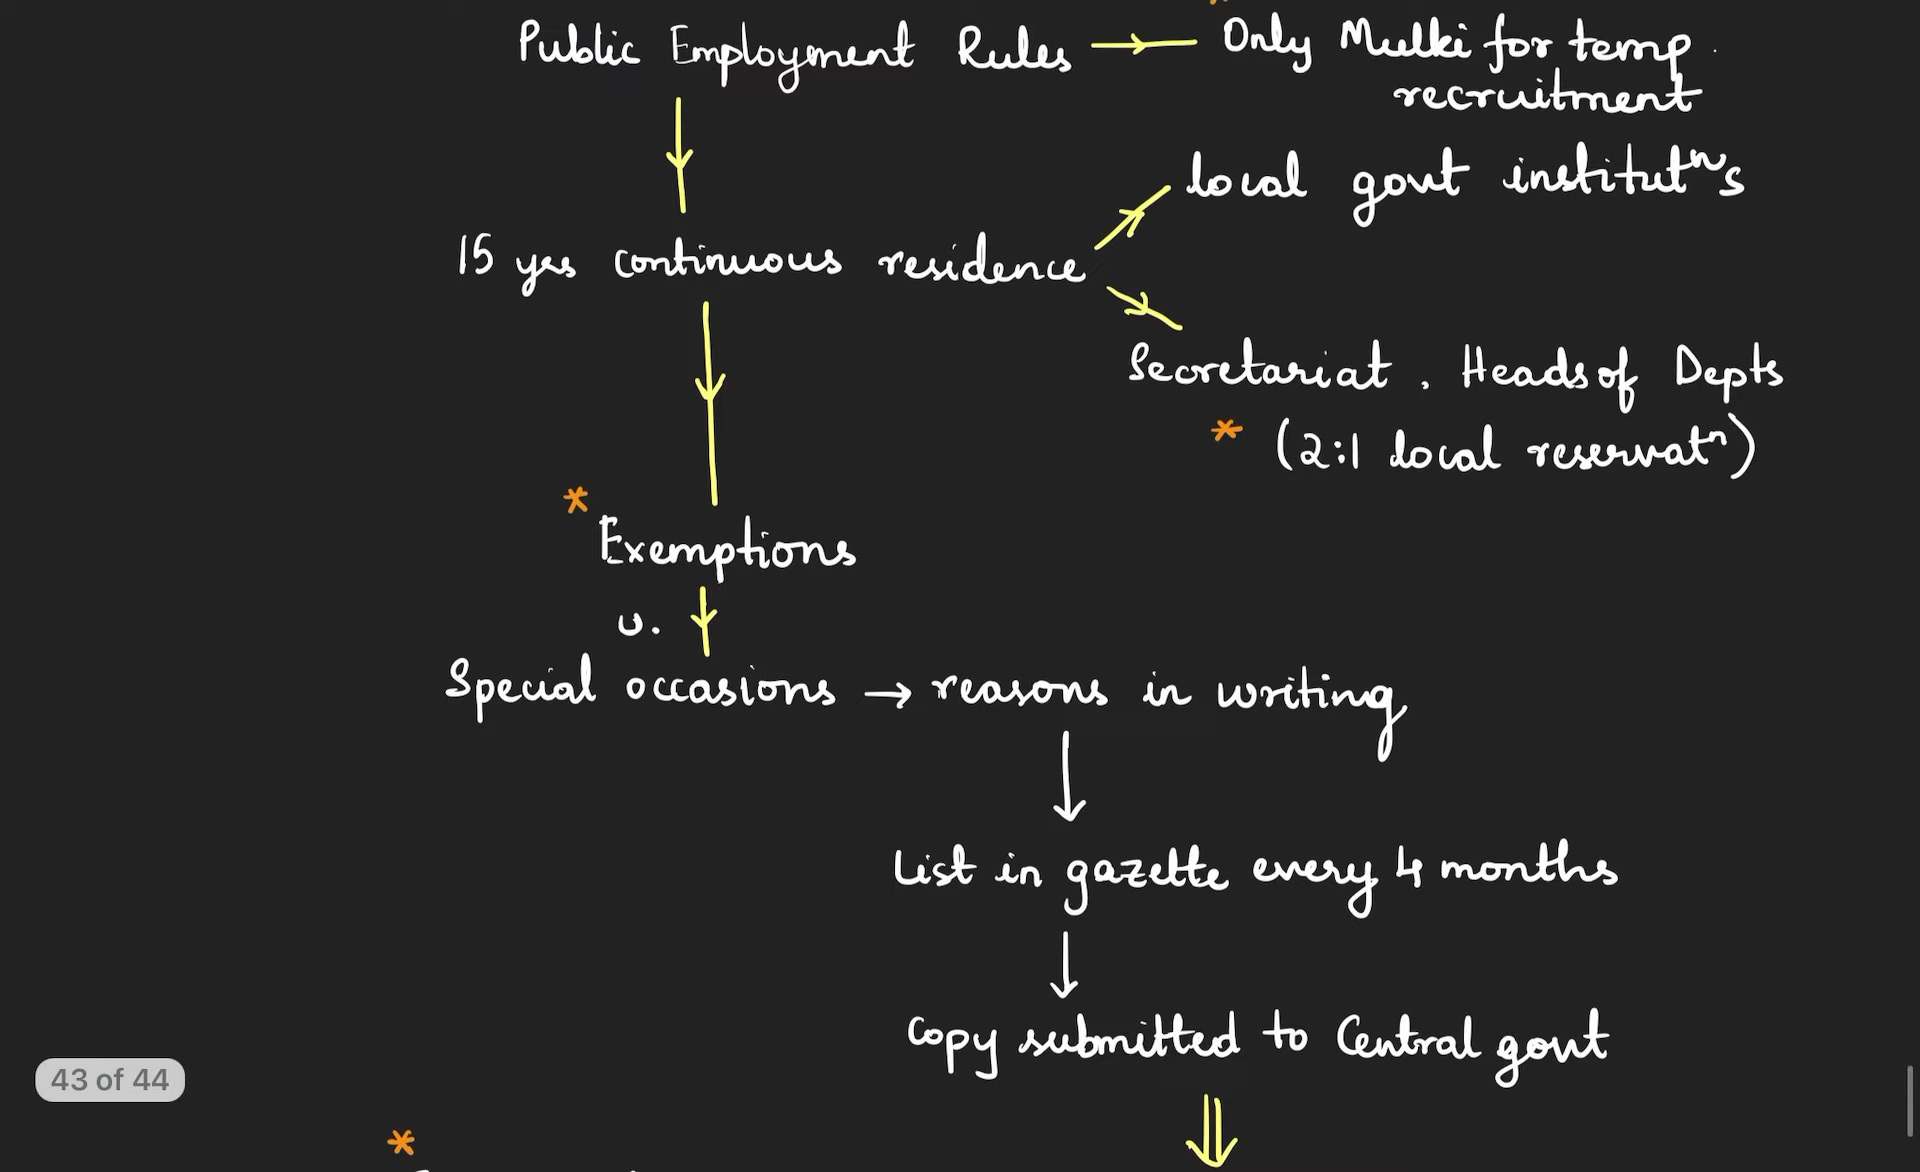 Public Employment Rules → Only Mulki for temp.
recruitment
local govt institutⁿs
15 yrs continuous residence
Secretariat, Heads of Depts
* (2:1 local reservatⁿ)
*
Exemptions
u.
Special occasions → reasons in writing
List in gazette every 4 months
Copy submitted to Central govt
43 of 44
*